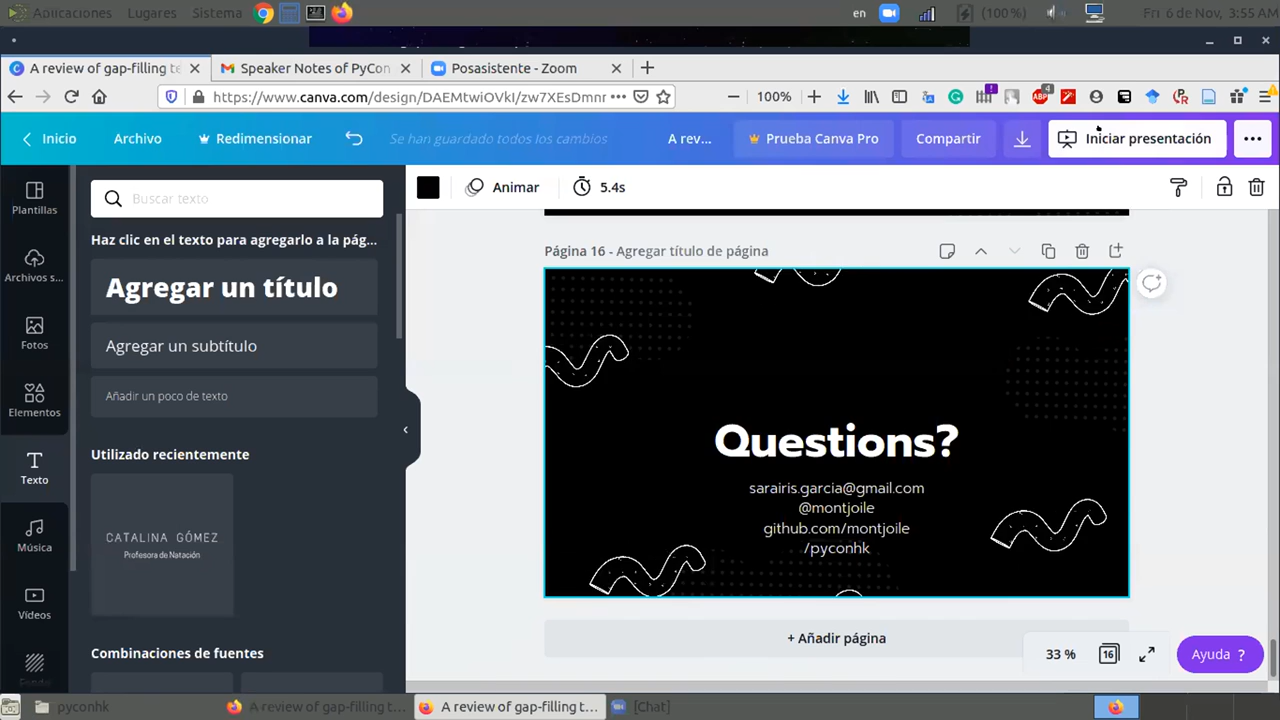 Aplicaciones Lugares Sistema
en
(100%)
Fri 6 de Nov, 3:55 AM
A review of gap-filling te
Speaker Notes of PyCon
Posasistente - Zoom
https://www.canva.com/design/DAEMtwiOVkI/zw7XEsDmnr
100%
ABP
4
Inicio
Archivo
Redimensionar
Se han guardado todos los cambios
A rev...
Prueba Canva Pro
Compartir
Iniciar presentación
Plantillas
Archivos s...
Fotos
Elementos
Texto
Música
Vídeos
Fondo
Buscar texto
Haz clic en el texto para agregarlo a la pág...
Agregar un título
Agregar un subtítulo
Añadir un poco de texto
Utilizado recientemente
CATALINA GÓMEZ
Profesora de Natación
Combinaciones de fuentes
Animar
5.4s
Página 16 - Agregar título de página
Questions?
sarairis.garcia@gmail.com
@montjoile
github.com/montjoile
/pyconhk
+ Añadir página
33 %
16
Ayuda ?
pyconhk
A review of gap-filling t...
A review of gap-filling t...
[Chat]